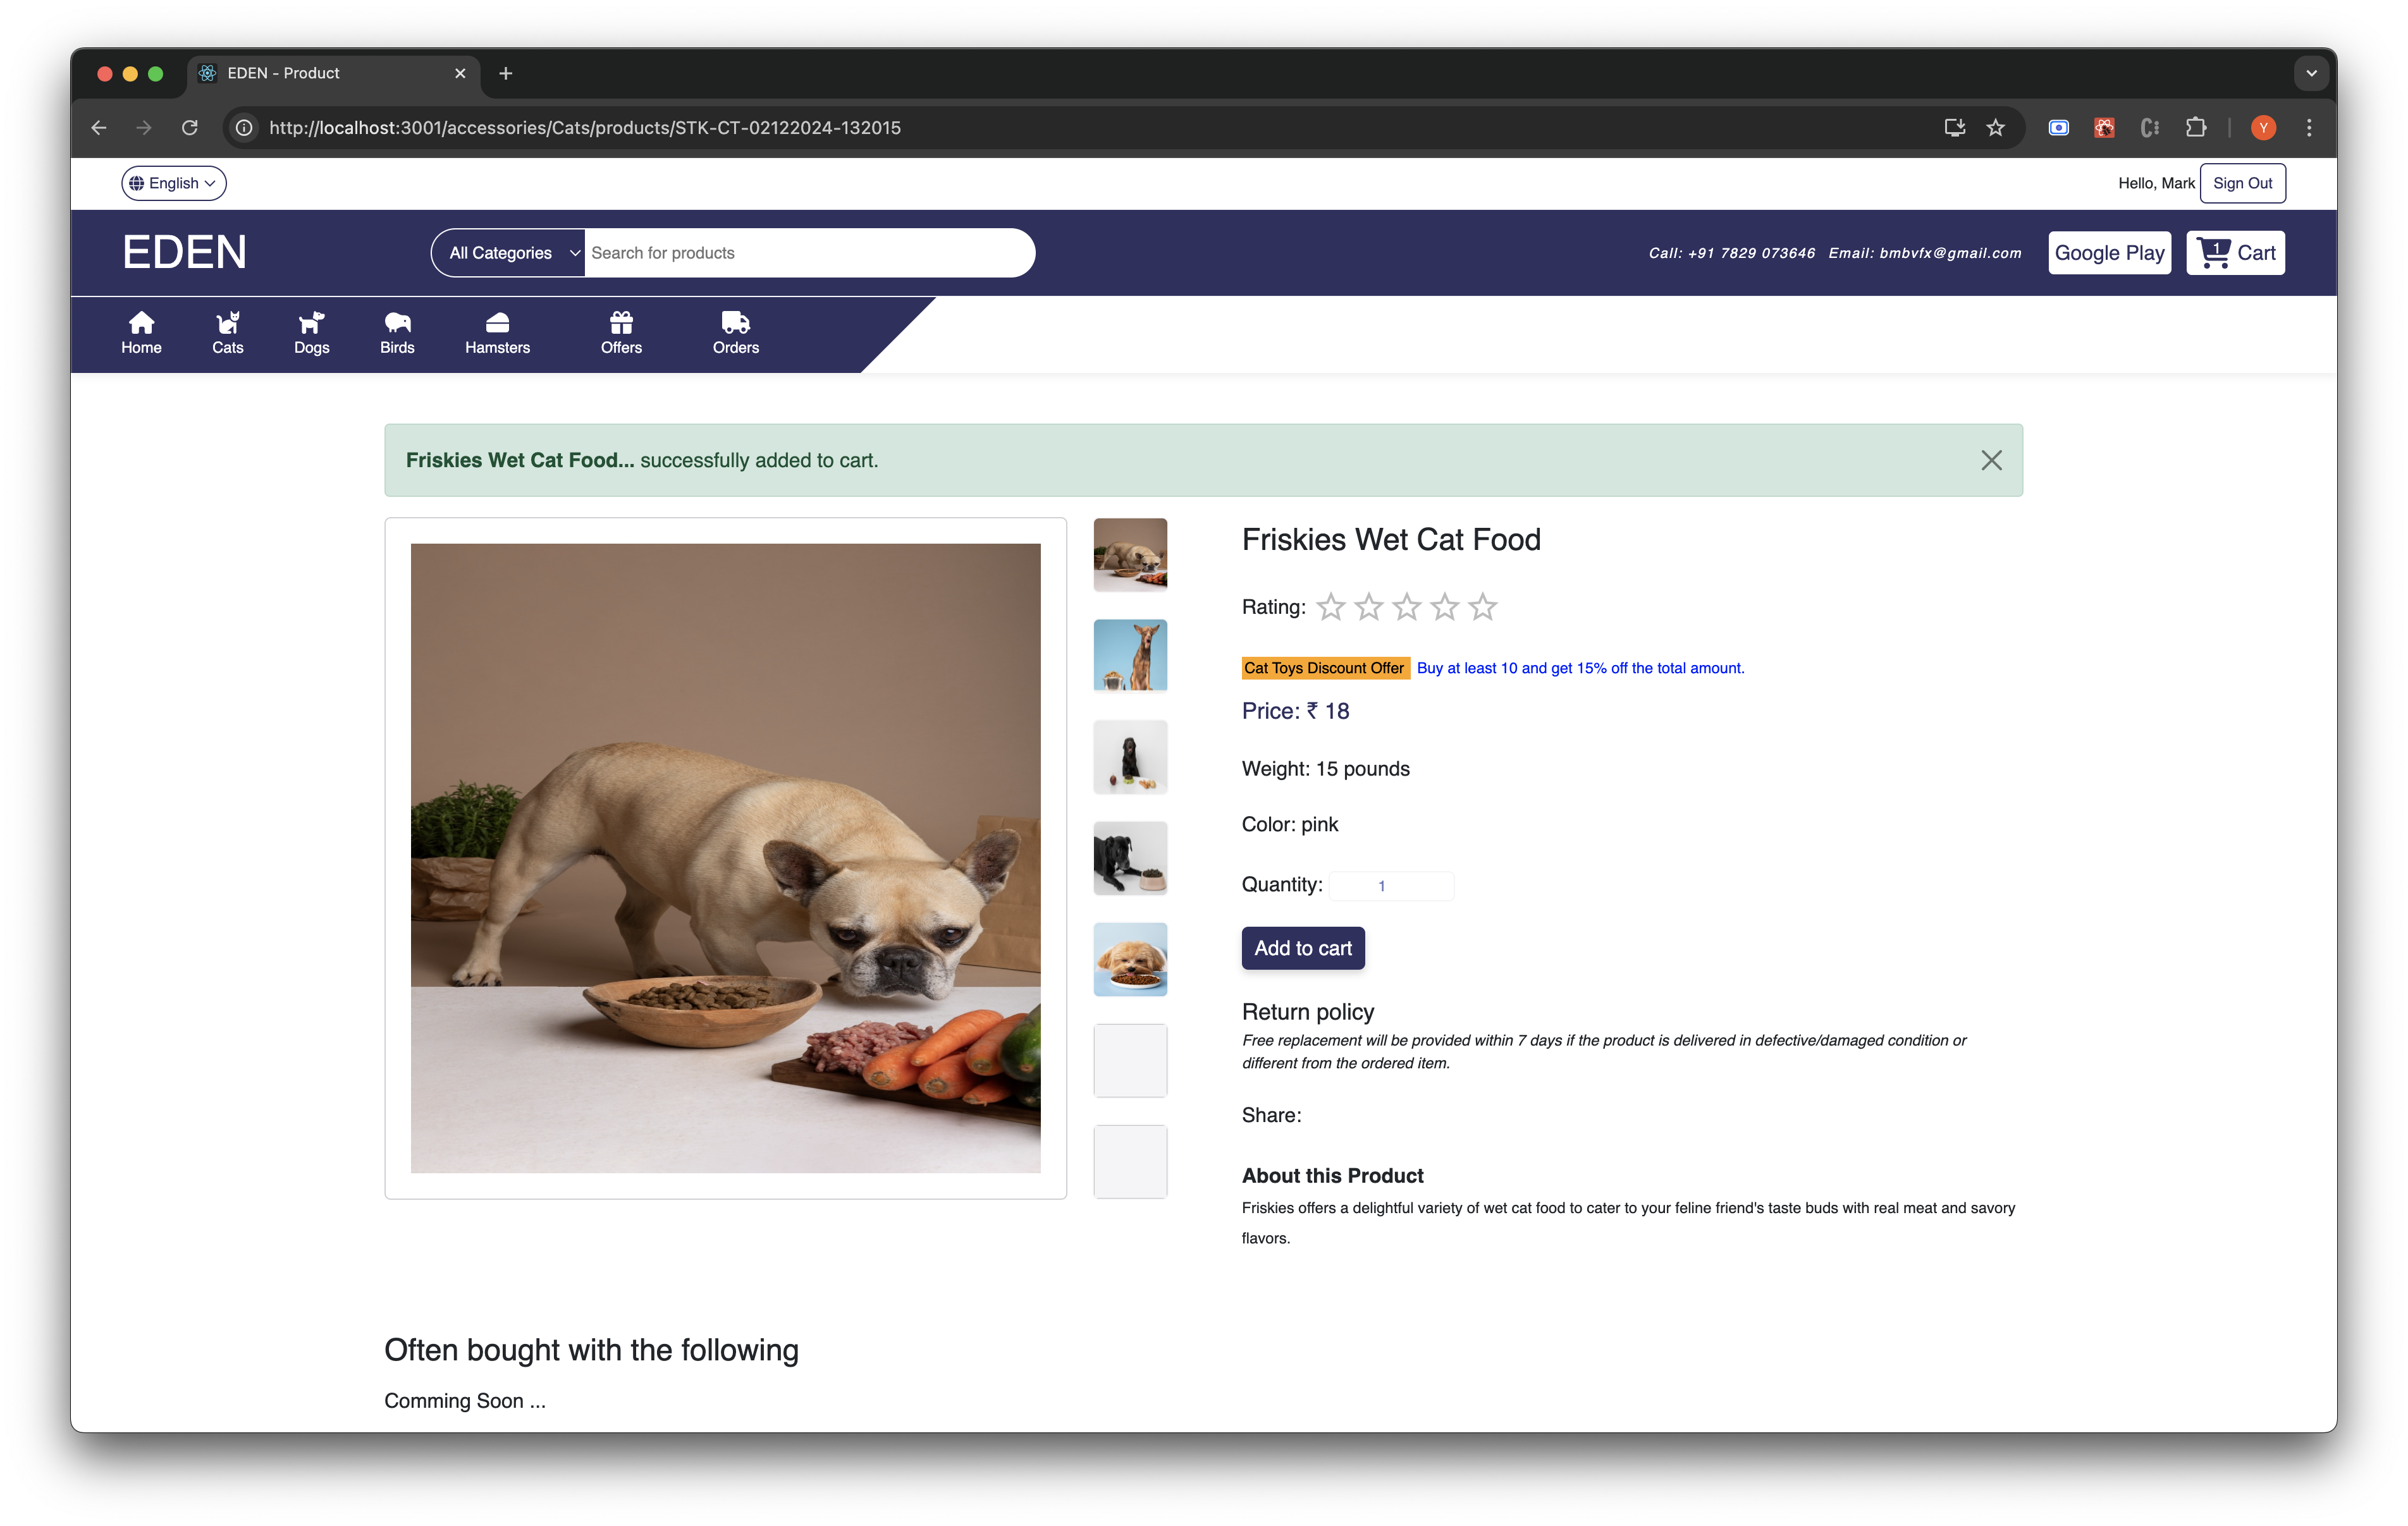 EDEN - Product
http://localhost:3001/accessories/Cats/products/STK-CT-02122024-132015
Y
English
Hello, Mark
Sign Out
EDEN
All Categories
Search for products
Call: +91 7829 073646 Email: bmbvfx@gmail.com
Google Play
1
Cart
Home
Cats
Dogs
Birds
Hamsters
Offers
Orders
Friskies Wet Cat Food... successfully added to cart.
Friskies Wet Cat Food
Rating:
Cat Toys Discount Offer Buy at least 10 and get 15% off the total amount.
Price: ₹ 18
Weight: 15 pounds
Color: pink
Quantity: 1
Add to cart
Return policy
Free replacement will be provided within 7 days if the product is delivered in defective/damaged condition or
different from the ordered item.
Share:
About this Product
Friskies offers a delightful variety of wet cat food to cater to your feline friend's taste buds with real meat and savory
flavors.
Often bought with the following
Comming Soon ...